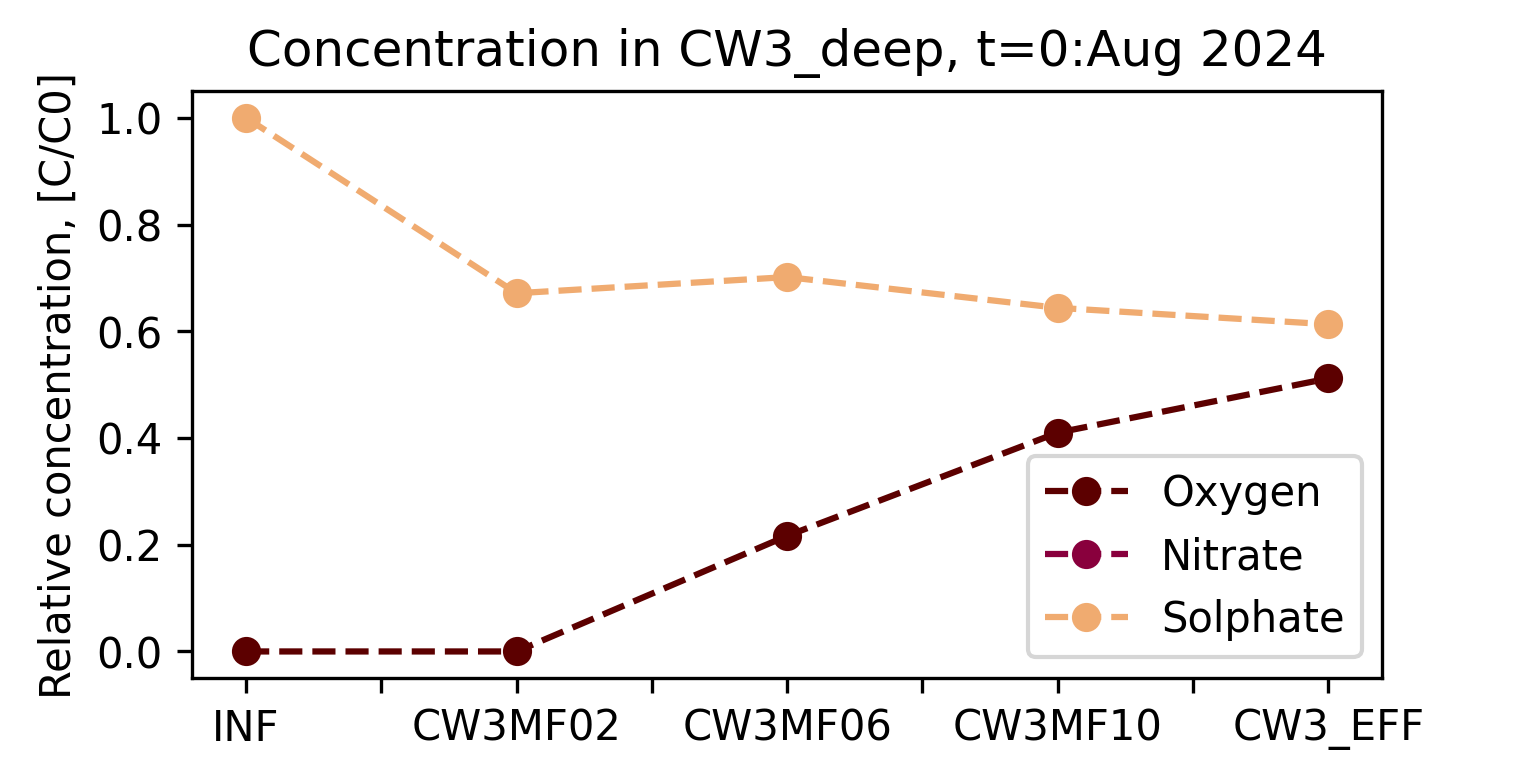 Concentration in CW3_deep, t=0:Aug 2024
Relative concentration, [C/C0]
1.0
0.8
0.6
0.4
0.2
0.0
INF CW3MF02 CW3MF06 CW3MF10 CW3_EFF
Oxygen
Nitrate
Solphate